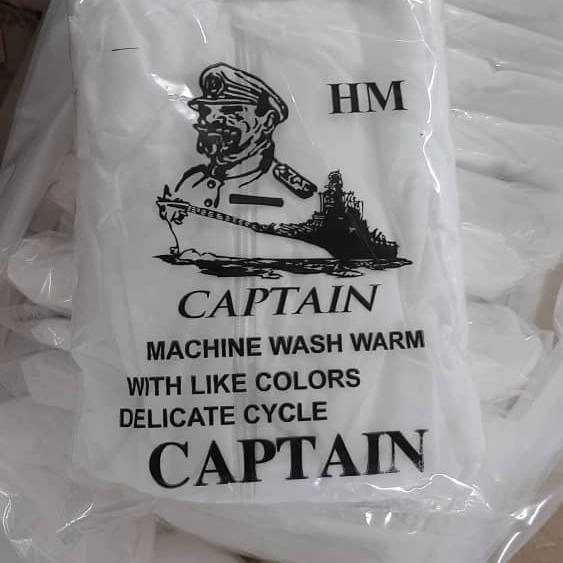 HM
CAPTAIN
MACHINE WASH WARM
WITH LIKE COLORS
DELICATE CYCLE
CAPTAIN